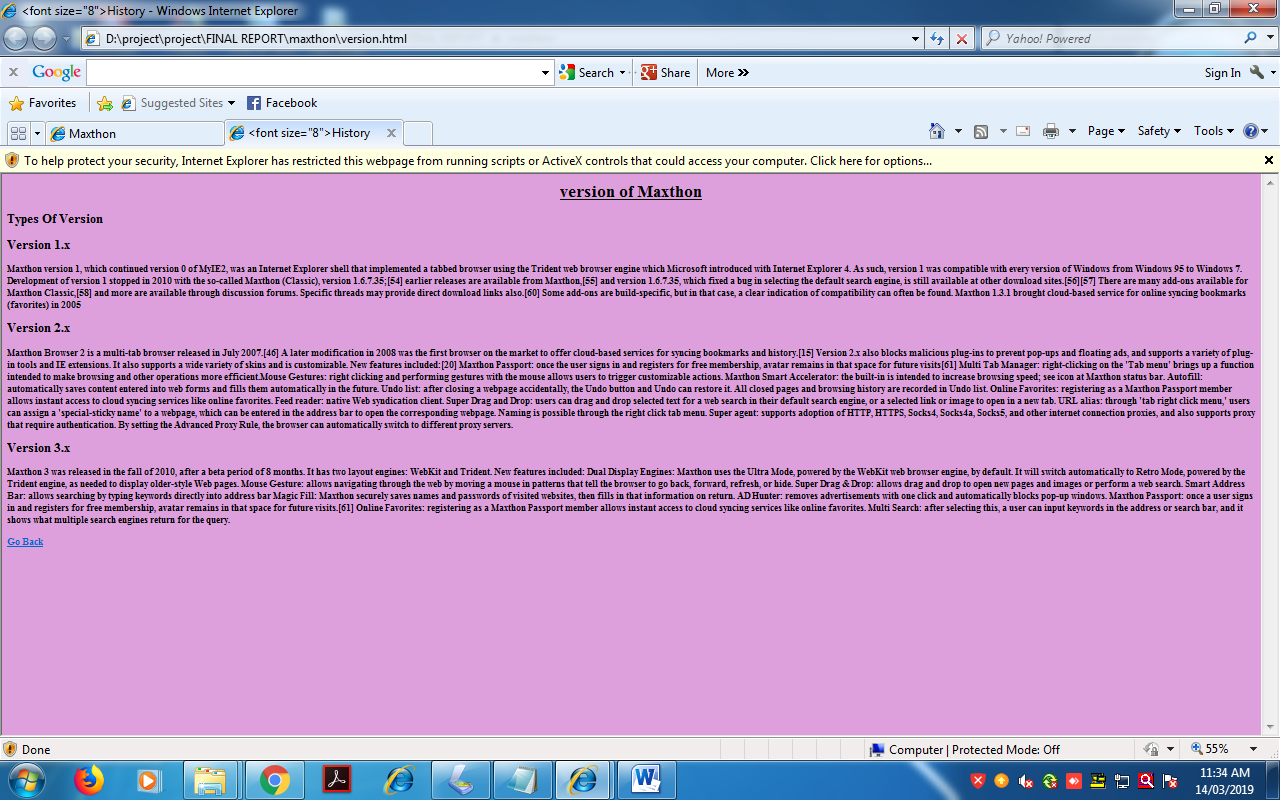 <font size="8">History - Windows Internet Explorer
D:\project\project\FINAL REPORT\maxthon\version.html
Yahoo! Powered
Google
Search
Share
More »
Sign In
Favorites
Suggested Sites
Facebook
Maxthon
<font size="8">History
Page
Safety
Tools
To help protect your security, Internet Explorer has restricted this webpage from running scripts or ActiveX controls that could access your computer. Click here for options...
version of Maxthon
Types Of Version
Version 1.x
Maxthon version 1, which continued version 0 of MyIE2, was an Internet Explorer shell that implemented a tabbed browser using the Trident web browser engine which Microsoft introduced with Internet Explorer 4. As such, version 1 was compatible with every version of Windows from Windows 95 to Windows 7.
Development of version 1 stopped in 2010 with the so-called Maxthon (Classic), version 1.6.7.35;[54] earlier releases are available from Maxthon,[55] and version 1.6.7.35, which fixed a bug in selecting the default search engine, is still available at other download sites.[56][57] There are many add-ons available for
Maxthon Classic,[58] and more are available through discussion forums. Specific threads may provide direct download links also.[60] Some add-ons are build-specific, but in that case, a clear indication of compatibility can often be found. Maxthon 1.3.1 brought cloud-based service for online syncing bookmarks
(favorites) in 2005
Version 2.x
Maxthon Browser 2 is a multi-tab browser released in July 2007.[46] A later modification in 2008 was the first browser on the market to offer cloud-based services for syncing bookmarks and history.[15] Version 2.x also blocks malicious plug-ins to prevent pop-ups and floating ads, and supports a variety of plug-
in tools and IE extensions. It also supports a wide variety of skins and is customizable. New features included:[20] Maxthon Passport: once the user signs in and registers for free membership, avatar remains in that space for future visits[61] Multi Tab Manager: right-clicking on the 'Tab menu' brings up a function
intended to make browsing and other operations more efficient.Mouse Gestures: right clicking and performing gestures with the mouse allows users to trigger customizable actions. Maxthon Smart Accelerator: the built-in is intended to increase browsing speed; see icon at Maxthon status bar. Autofill:
automatically saves content entered into web forms and fills them automatically in the future. Undo list: after closing a webpage accidentally, the Undo button and Undo can restore it. All closed pages and browsing history are recorded in Undo list. Online Favorites: registering as a Maxthon Passport member
allows instant access to cloud syncing services like online favorites. Feed reader: native Web syndication client. Super Drag and Drop: users can drag and drop selected text for a web search in their default search engine, or a selected link or image to open in a new tab. URL alias: through 'tab right click menu,' users
can assign a 'special-sticky name' to a webpage, which can be entered in the address bar to open the corresponding webpage. Naming is possible through the right click tab menu. Super agent: supports adoption of HTTP, HTTPS, Socks4, Socks4a, Socks5, and other internet connection proxies, and also supports proxy
that require authentication. By setting the Advanced Proxy Rule, the browser can automatically switch to different proxy servers.
Version 3.x
Maxthon 3 was released in the fall of 2010, after a beta period of 8 months. It has two layout engines: WebKit and Trident. New features included: Dual Display Engines: Maxthon uses the Ultra Mode, powered by the WebKit web browser engine, by default. It will switch automatically to Retro Mode, powered by the
Trident engine, as needed to display older-style Web pages. Mouse Gesture: allows navigating through the web by moving a mouse in patterns that tell the browser to go back, forward, refresh, or hide. Super Drag & Drop: allows drag and drop to open new pages and images or perform a web search. Smart Address
Bar: allows searching by typing keywords directly into address bar Magic Fill: Maxthon securely saves names and passwords of visited websites, then fills in that information on return. AD Hunter: removes advertisements with one click and automatically blocks pop-up windows. Maxthon Passport: once a user signs
in and registers for free membership, avatar remains in that space for future visits.[61] Online Favorites: registering as a Maxthon Passport member allows instant access to cloud syncing services like online favorites. Multi Search: after selecting this, a user can input keywords in the address or search bar, and it
shows what multiple search engines return for the query.
Go Back
Done
Computer | Protected Mode: Off
55%
11:34 AM
14/03/2019